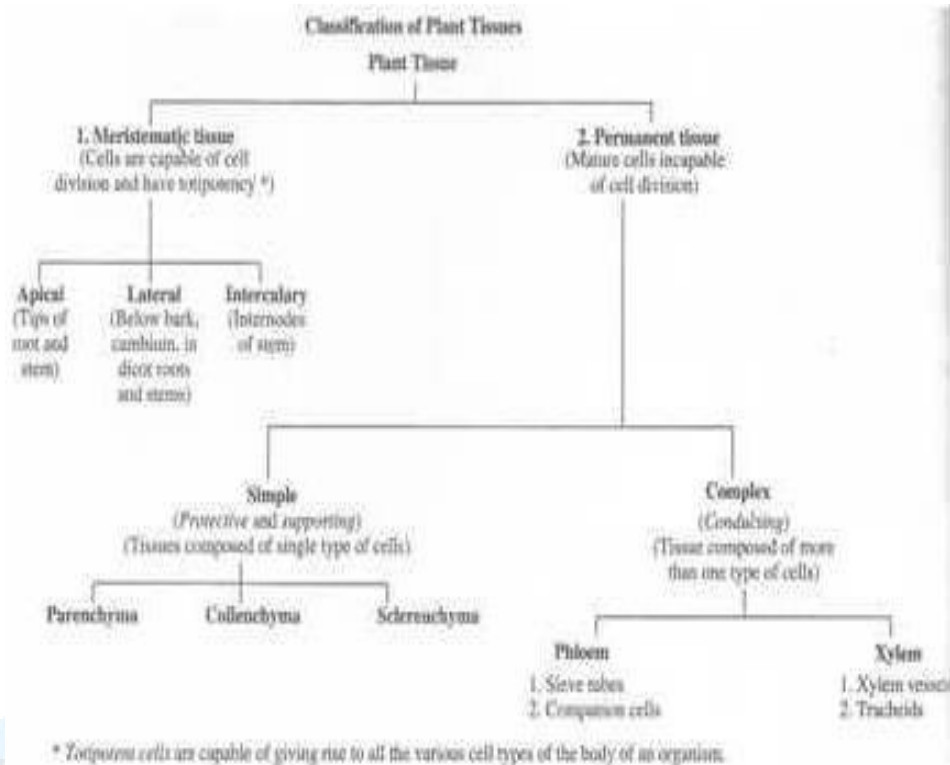 Classification of Plant Tissues
Plant Tissue
1. Meristematic tissue
(Cells are capable of cell
division and have totipotency *)
2. Permanent tissue
(Mature cells incapable
of cell division)
Apical
(Tips of
root and
stem)
Lateral
(Below bark,
cambium, in
dicot roots
and stems)
Intercalary
(Internodes
of stem)
Simple
(Protective and supporting)
(Tissues composed of single type of cells)
Complex
(Conducting)
(Tissue composed of more
than one type of cells)
Parenchyma
Collenchyma
Sclerenchyma
Phloem
1. Sieve tubes
2. Companion cells
Xylem
1. Xylem
2. Tracheids
* Totipotent cells are capable of giving rise to all the various cell types of the body of an organism.